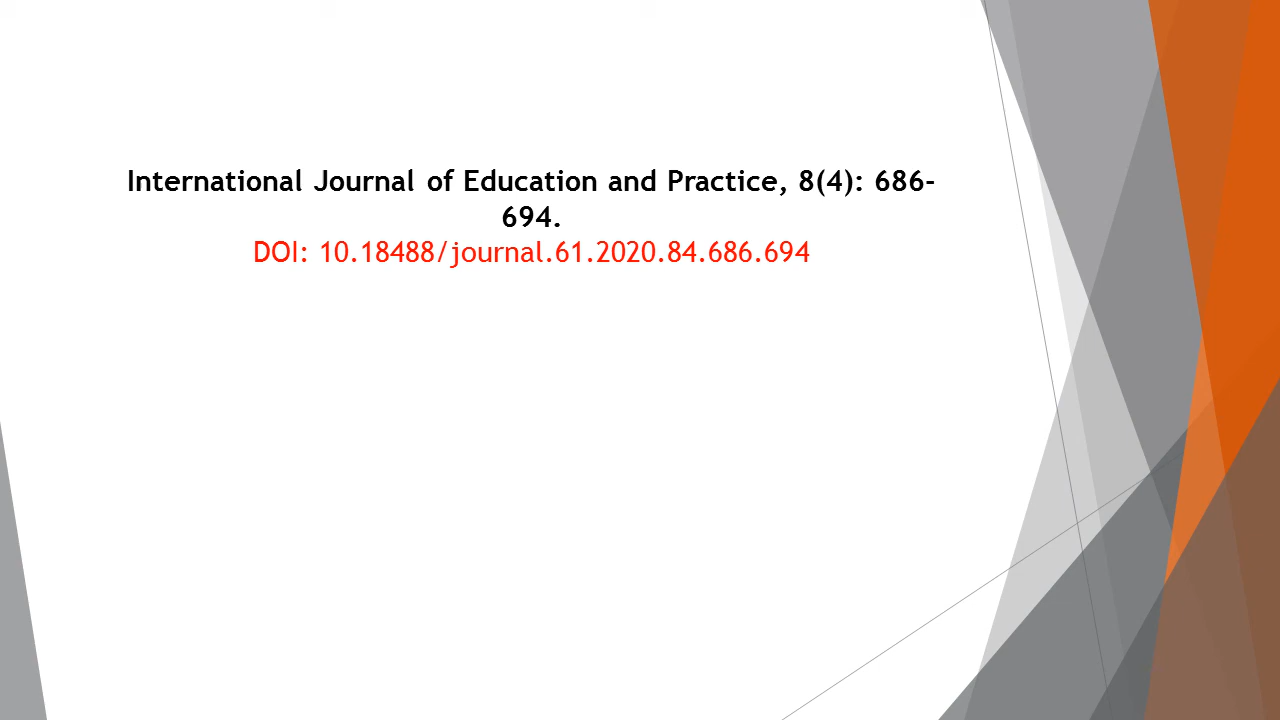 International Journal of Education and Practice, 8(4): 686-
694.
DOI: 10.18488/journal.61.2020.84.686.694